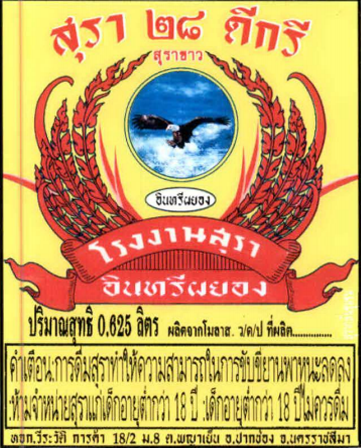 สุรา ๒๘ ดีกรี
สุราขาว
อินทรีผยอง
โรงงานสุรา
อินทรีผยอง
ปริมาณสุทธิ 0.625 ลิตร ผลิตจากโมลาส. ว/ด/ป ที่ผลิต...............
คำเตือน:การดื่มสุราทำให้ความสามารถในการขับขี่ยานพาหนะลดลง
:ห้ามจำหน่ายสุราแก่เด็กอายุต่ำกว่า 18 ปี :เด็กอายุต่ำกว่า 18 ปีไม่ควรดื่ม
หจก.วีระวัติ การค้า 18/2 ม.8 ต.พญาเย็น อ.ปากช่อง จ.นครราชสีมา